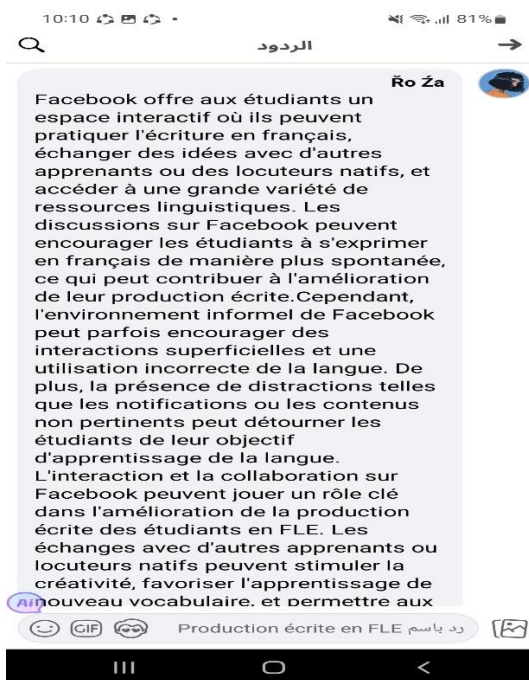 10:10
81%
الردود
Ro Źa
Facebook offre aux étudiants un
espace interactif où ils peuvent
pratiquer l'écriture en français,
échanger des idées avec d'autres
apprenants ou des locuteurs natifs, et
accéder à une grande variété de
ressources linguistiques. Les
discussions sur Facebook peuvent
encourager les étudiants à s'exprimer
en français de manière plus spontanée,
ce qui peut contribuer à l'amélioration
de leur production écrite.Cependant,
l'environnement informel de Facebook
peut parfois encourager des
interactions superficielles et une
utilisation incorrecte de la langue. De
plus, la présence de distractions telles
que les notifications ou les contenus
non pertinents peut détourner les
étudiants de leur objectif
d'apprentissage de la langue.
L'interaction et la collaboration sur
Facebook peuvent jouer un rôle clé
dans l'amélioration de la production
écrite des étudiants en FLE. Les
échanges avec d'autres apprenants ou
locuteurs natifs peuvent stimuler la
créativité, favoriser l'apprentissage de
nouveau vocabulaire, et permettre aux
Ai
GIF
رد باسم Production écrite en FLE